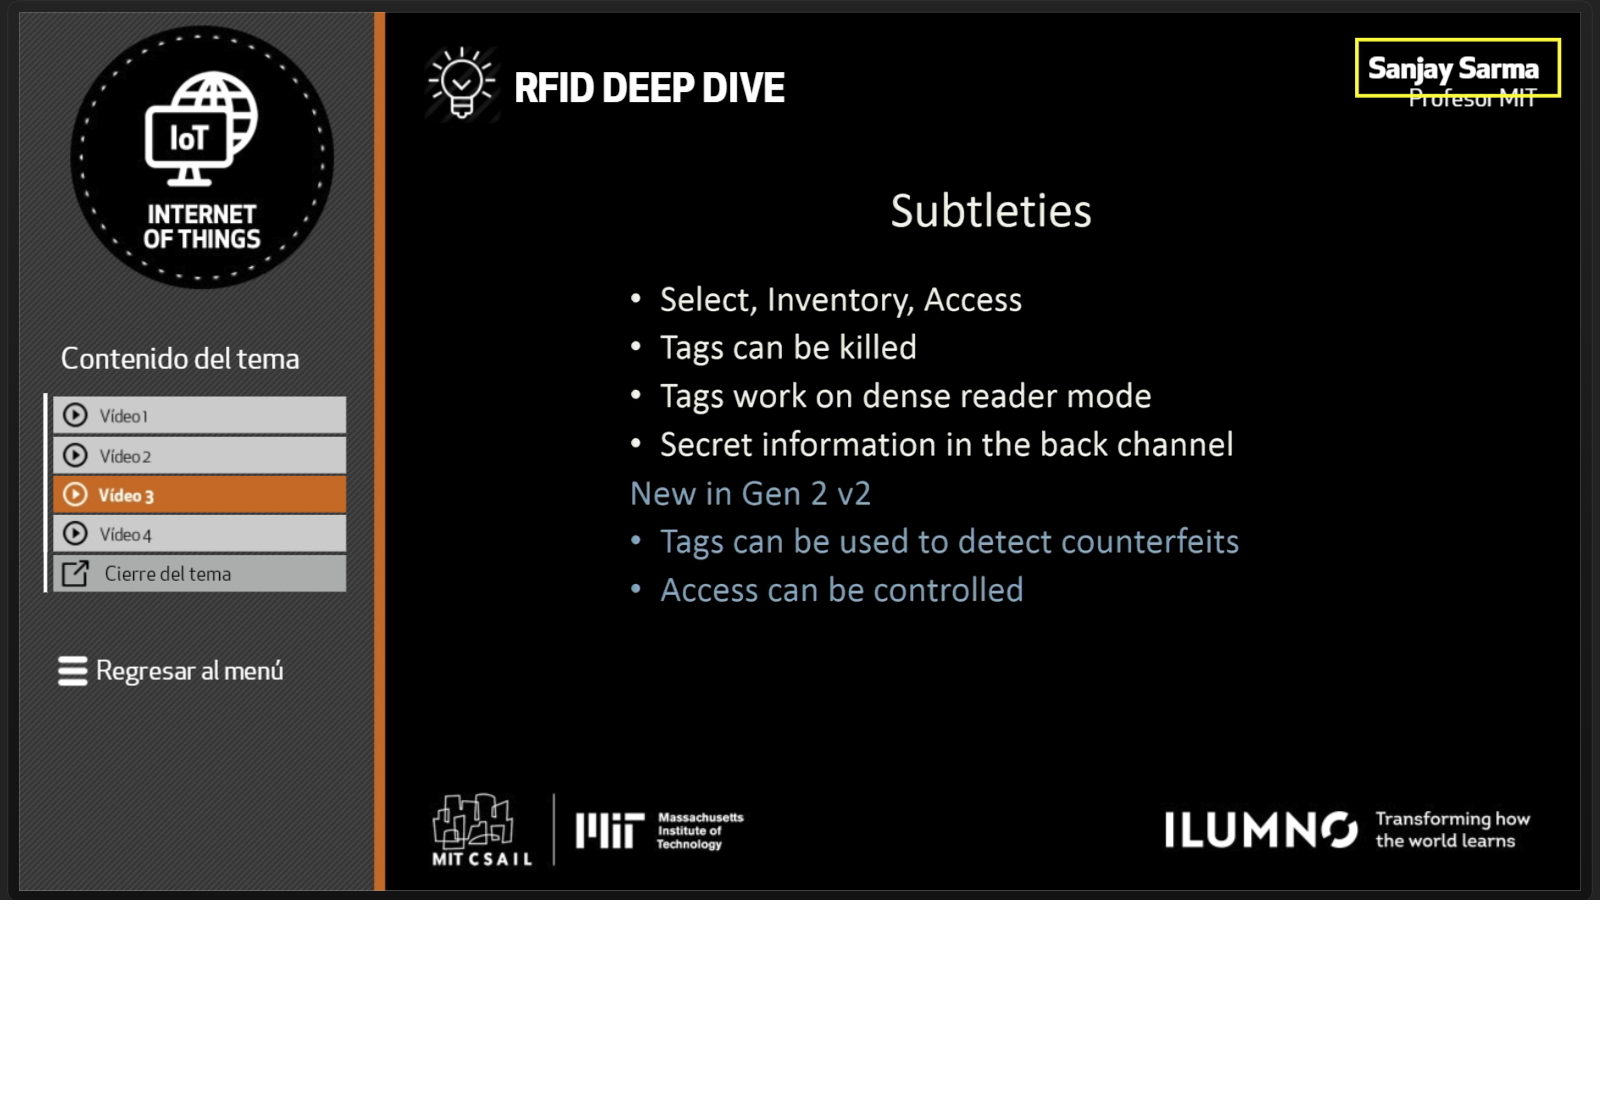 IoT
INTERNET
OF THINGS
Contenido del tema
Vídeo 1
Vídeo 2
Vídeo 3
Vídeo 4
Cierre del tema
Regresar al menú
RFID DEEP DIVE
Sanjay Sarma
Profesor MIT
Subtleties
• Select, Inventory, Access
• Tags can be killed
• Tags work on dense reader mode
• Secret information in the back channel
New in Gen 2 v2
• Tags can be used to detect counterfeits
• Access can be controlled
MIT CSAIL
MIT
Massachusetts
Institute of
Technology
ILUMNO
Transforming how
the world learns